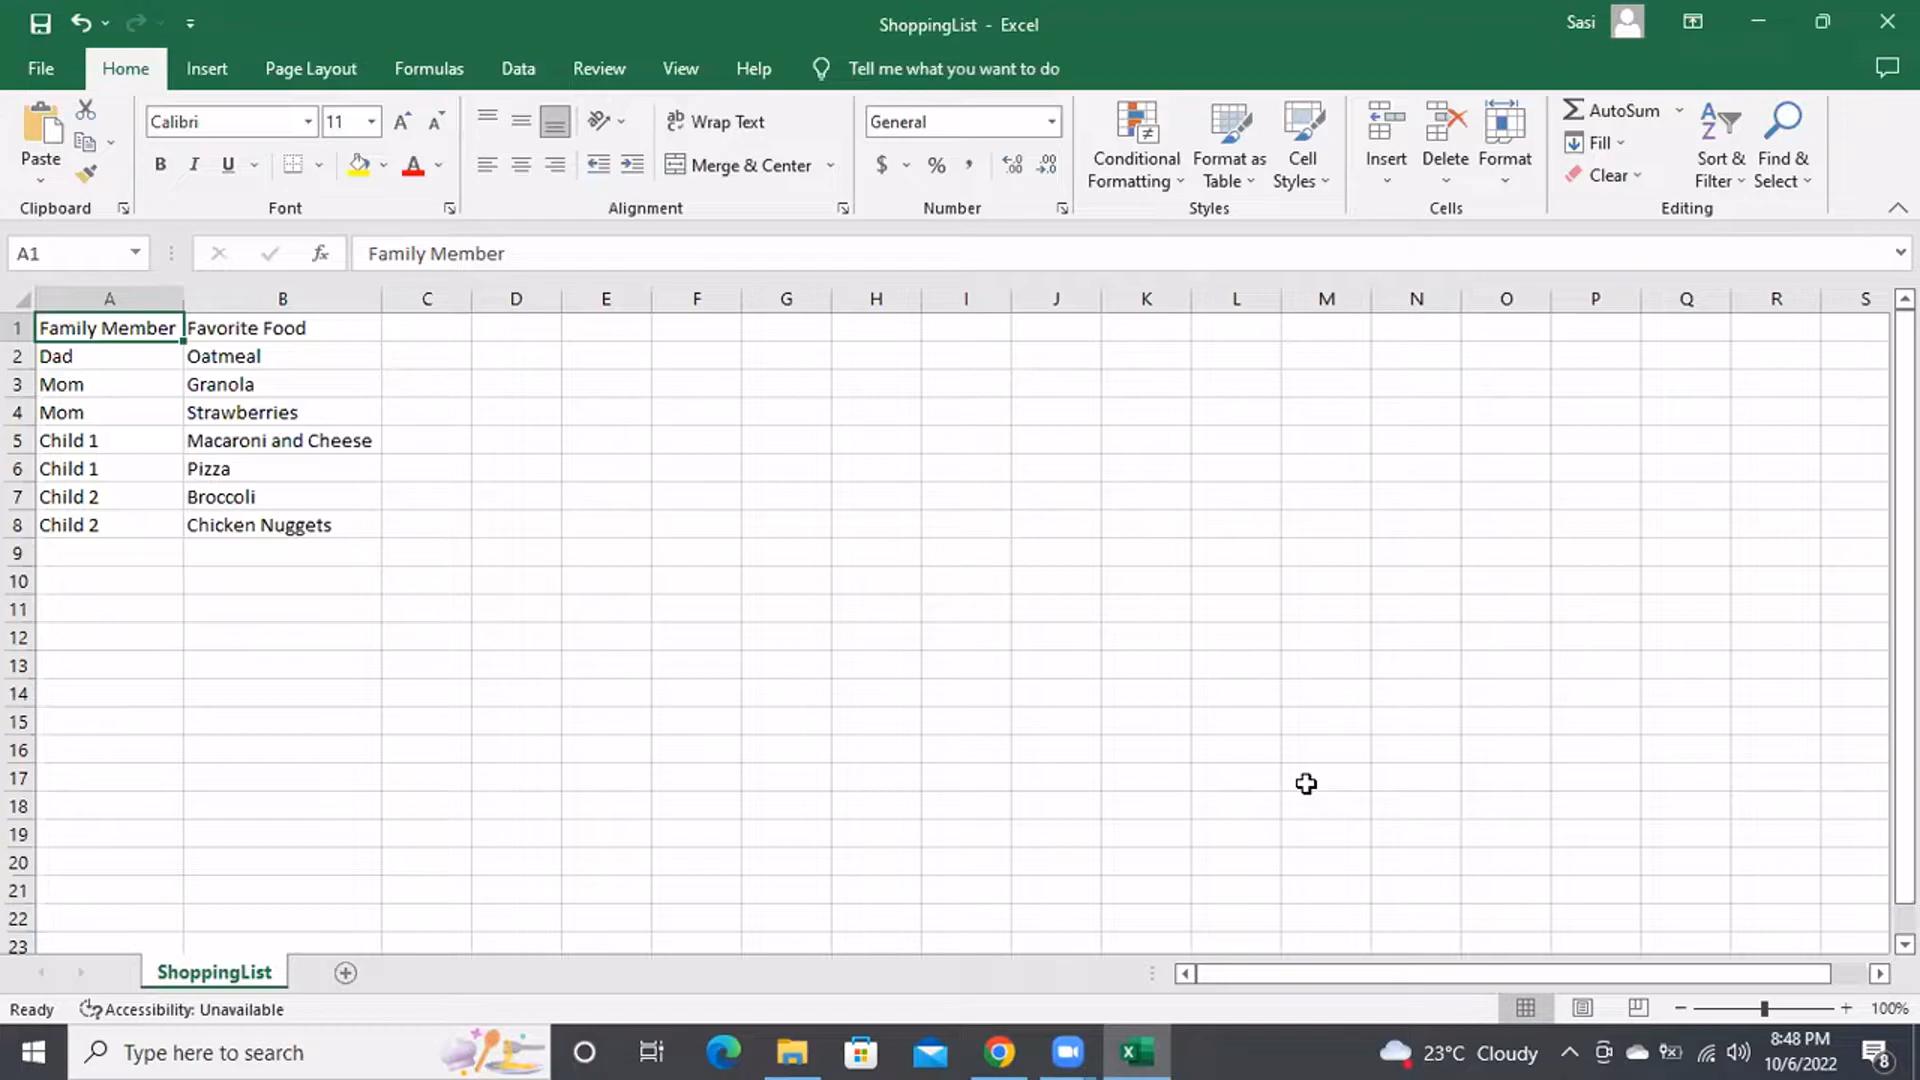 ShoppingList - Excel
Sasi
File Home Insert Page Layout Formulas Data Review View Help Tell me what you want to do
Paste
Clipboard
Calibri 11
B I U A
Font
Wrap Text
Merge & Center
Alignment
General
$ % ,
Number
Conditional Formatting
Format as Table
Cell Styles
Styles
Insert Delete Format
Cells
AutoSum
Fill
Clear
Sort & Filter
Find & Select
Editing
A1 fx Family Member
A B C D E F G H I J K L M N O P Q R S
1 Family Member Favorite Food
2 Dad Oatmeal
3 Mom Granola
4 Mom Strawberries
5 Child 1 Macaroni and Cheese
6 Child 1 Pizza
7 Child 2 Broccoli
8 Child 2 Chicken Nuggets
9
10
11
12
13
14
15
16
17
18
19
20
21
22
23
ShoppingList
Ready Accessibility: Unavailable 100%
Type here to search 23°C Cloudy 8:48 PM
10/6/2022 8